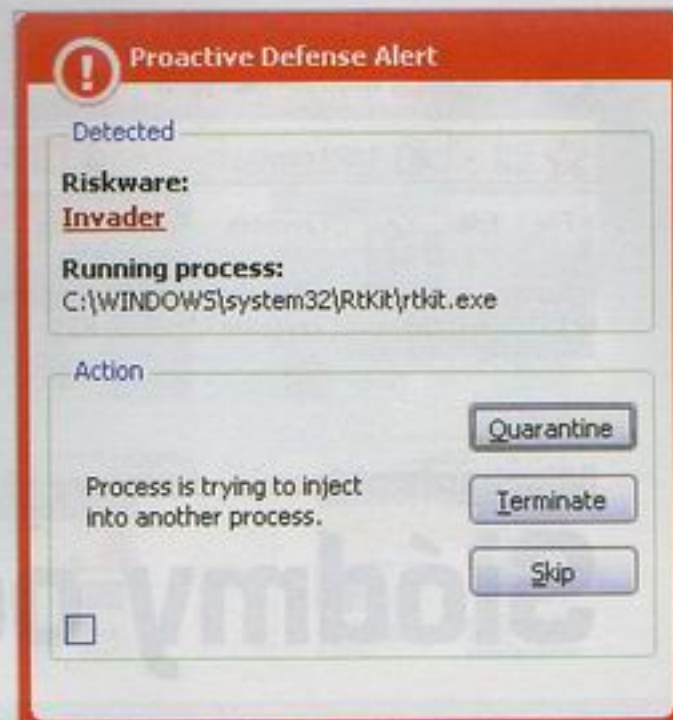 Proactive Defense Alert
Detected
Riskware:
Invader
Running process:
C:\WINDOWS\system32\RtKit\rtkit.exe
Action
Quarantine
Process is trying to inject
into another process.
Terminate
Skip